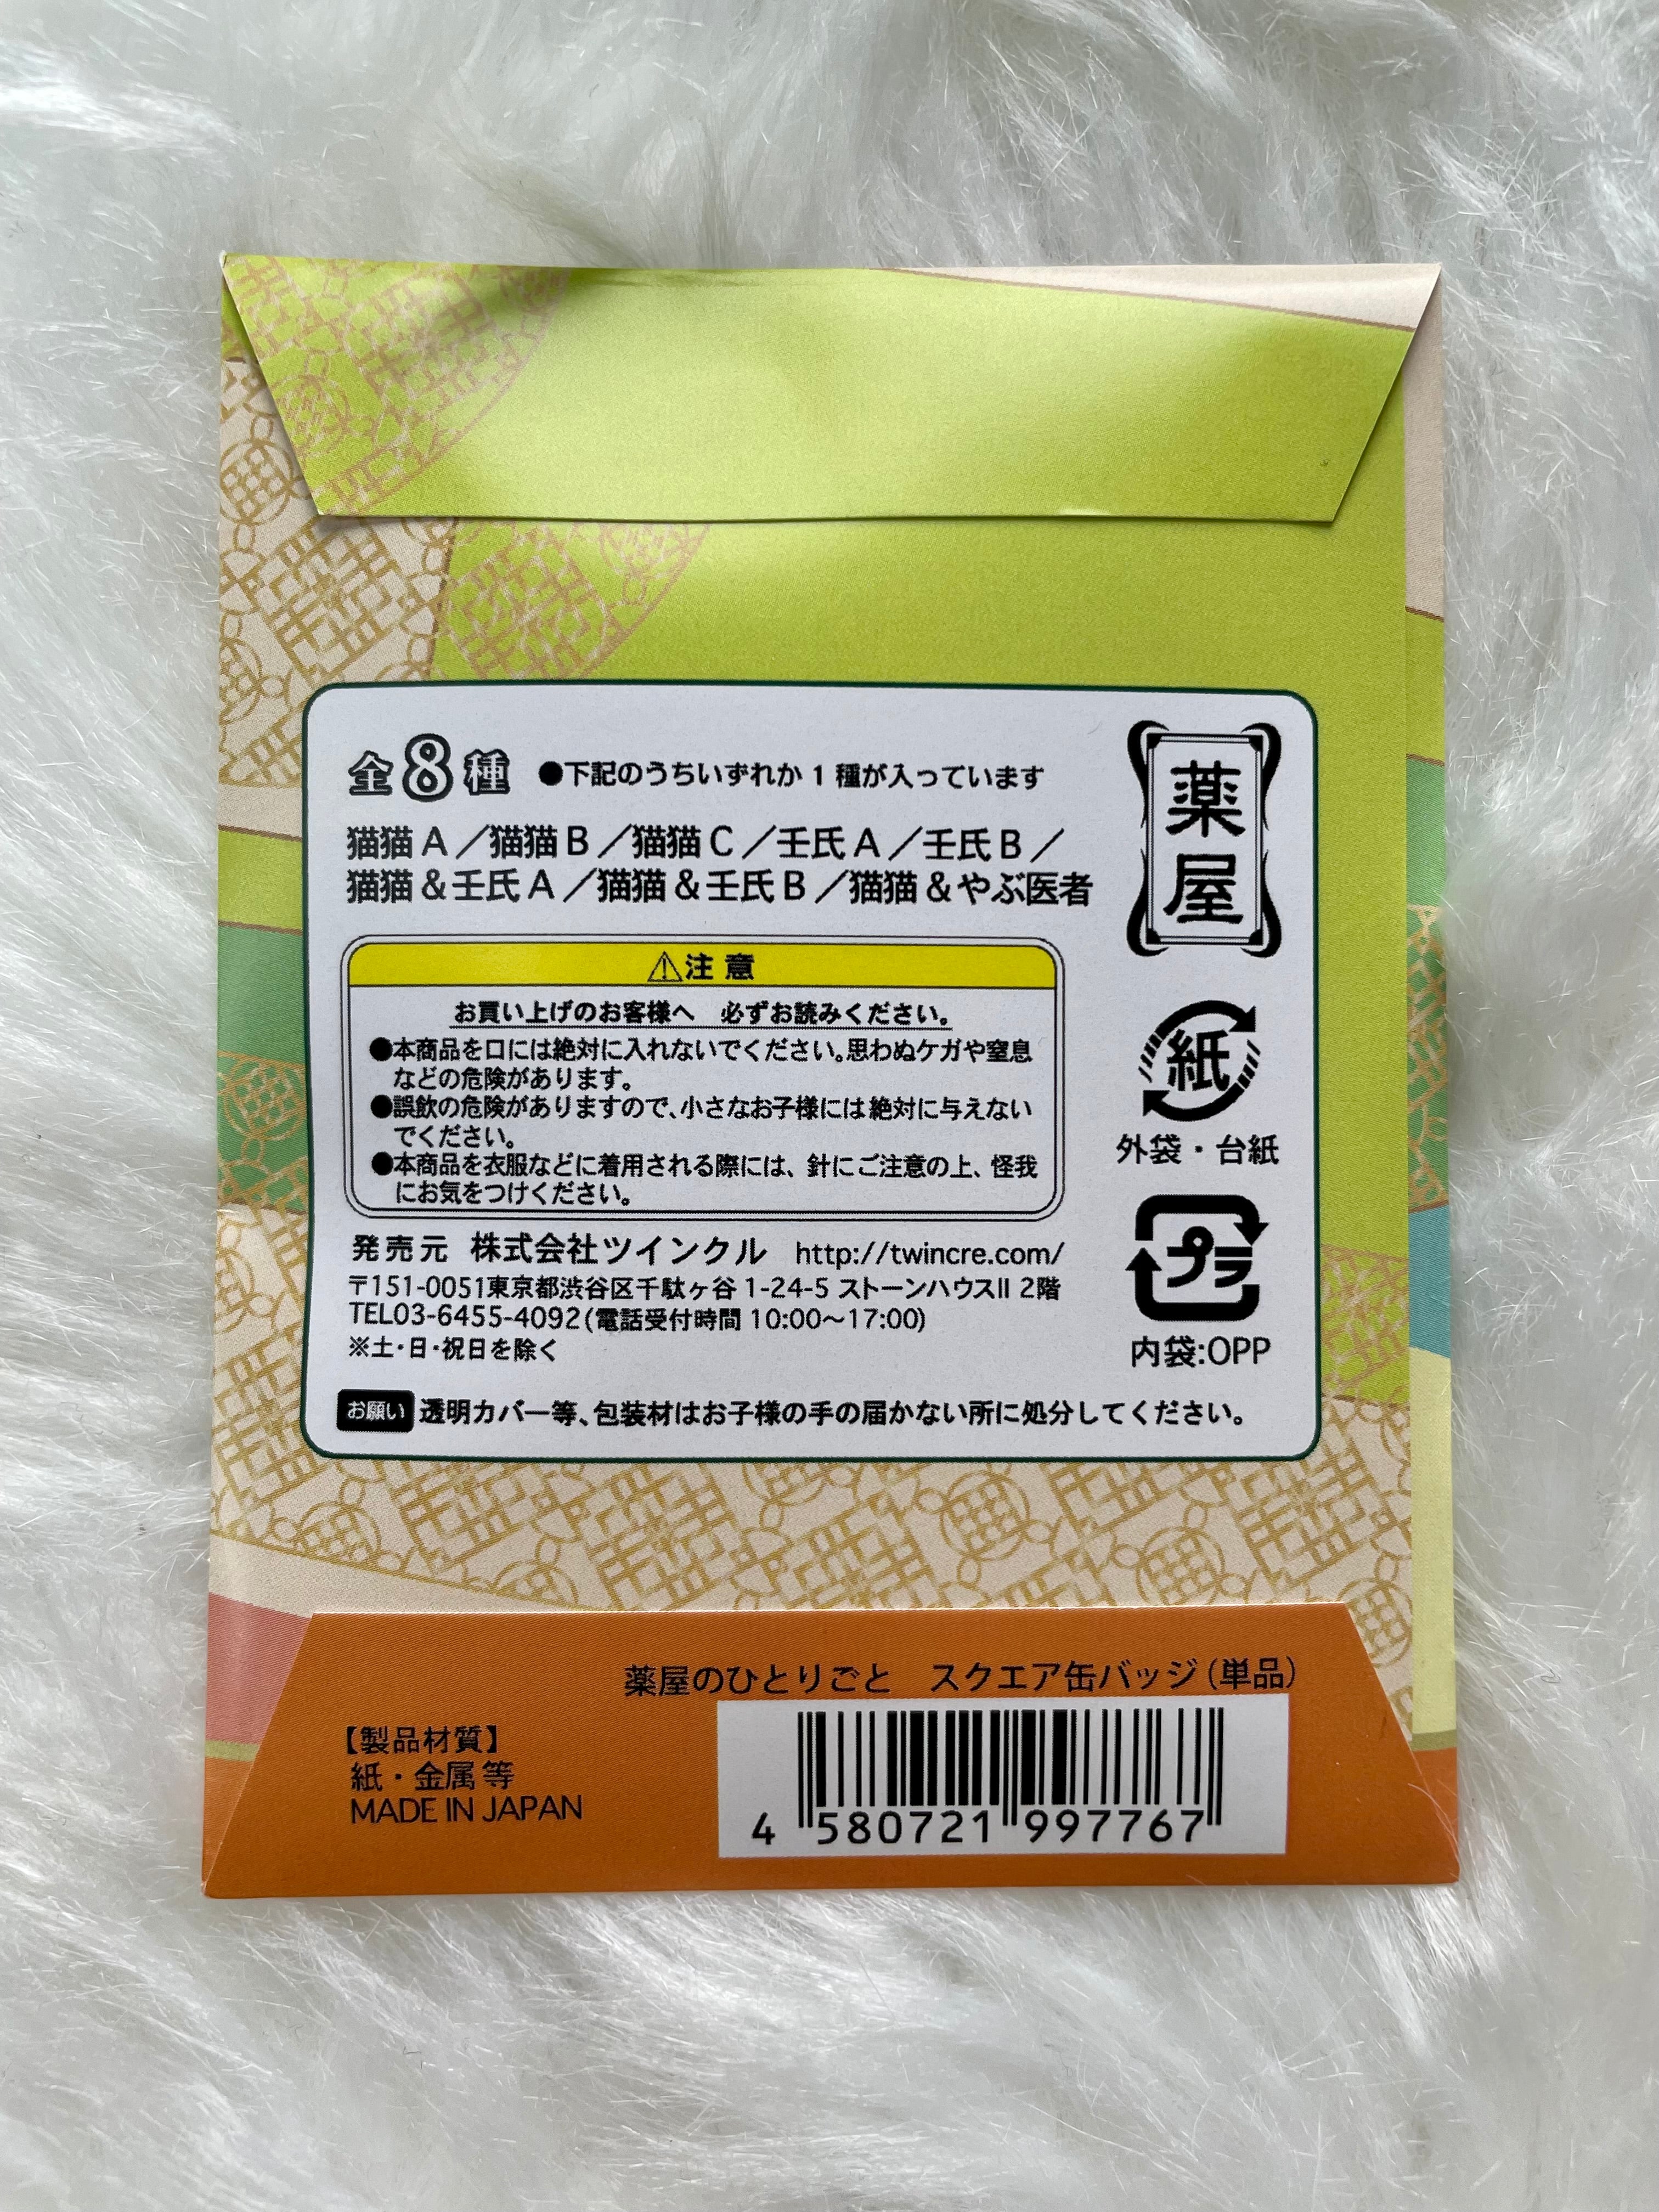 全8種 ●下記のうちいずれか1種が入っています
猫猫A／猫猫B／猫猫C／壬氏A／壬氏B／
猫猫&壬氏A／猫猫&壬氏B／猫猫&やぶ医者
薬屋
⚠注意
お買い上げのお客様へ　必ずお読みください。
●本商品を口には絶対に入れないでください。思わぬケガや窒息
などの危険があります。
●誤飲の危険がありますので、小さなお子様には絶対に与えない
でください。
●本商品を衣服などに着用される際には、針にご注意の上、怪我
にお気をつけください。
紙
外袋・台紙
プラ
内袋:OPP
発売元 株式会社ツインクル http://twincre.com/
〒151-0051東京都渋谷区千駄ヶ谷1-24-5 ストーンハウスⅡ 2階
TEL03-6455-4092(電話受付時間10:00～17:00)
※土・日・祝日を除く
お願い 透明カバー等、包装材はお子様の手の届かない所に処分してください。
薬屋のひとりごと　スクエア缶バッジ(単品)
【製品材質】
紙・金属等
MADE IN JAPAN
4 580721 997767